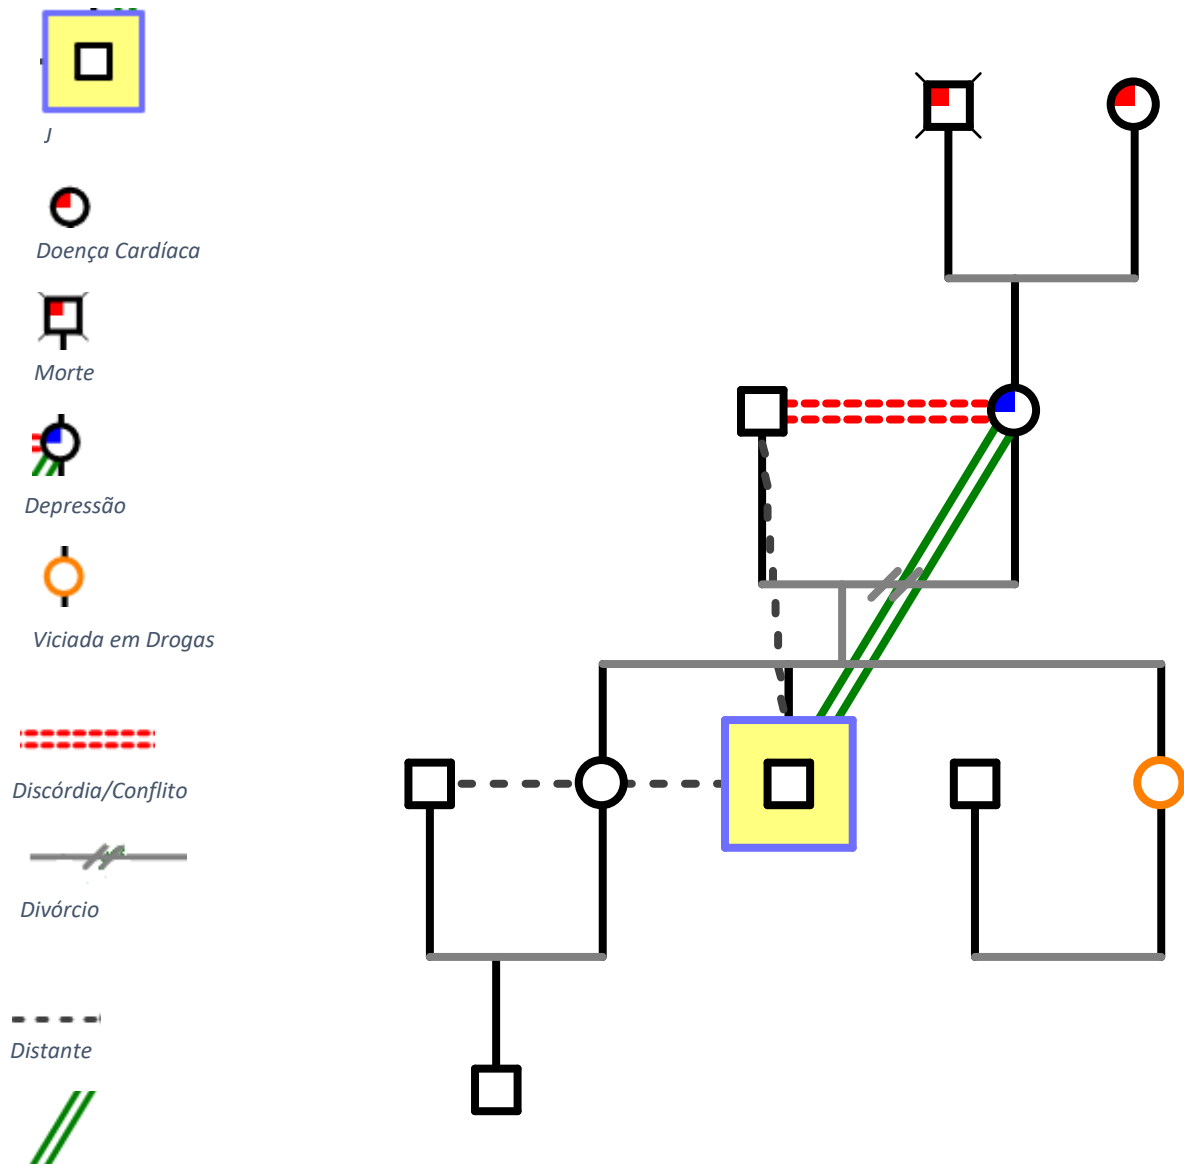 J
Doença Cardíaca
Morte
Depressão
Viciada em Drogas
Discórdia/Conflito
Divórcio
Distante